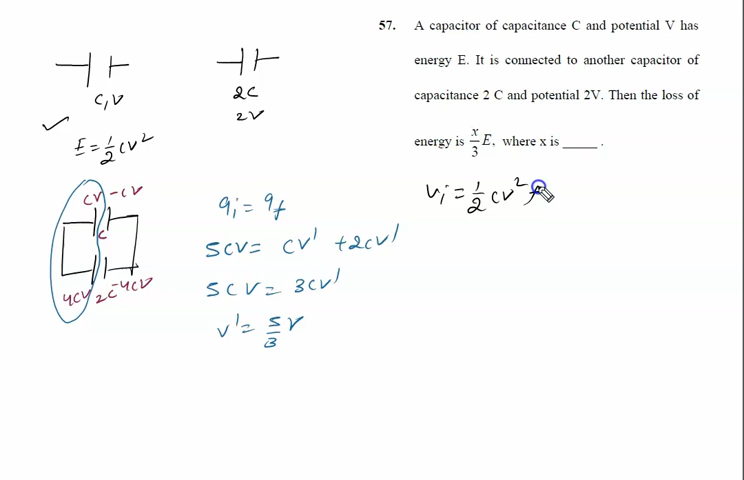 57. A capacitor of capacitance C and potential V has
energy E. It is connected to another capacitor of
capacitance 2 C and potential 2V. Then the loss of
energy is x/3 E, where x is _____ .
C,V
2C
2V
E = 1/2 CV²
CV -CV
C
4CV 2C -4CV
qi = qf
5CV = CV' + 2CV'
5CV = 3CV'
V' = 5/3 V
Ui = 1/2 CV² +